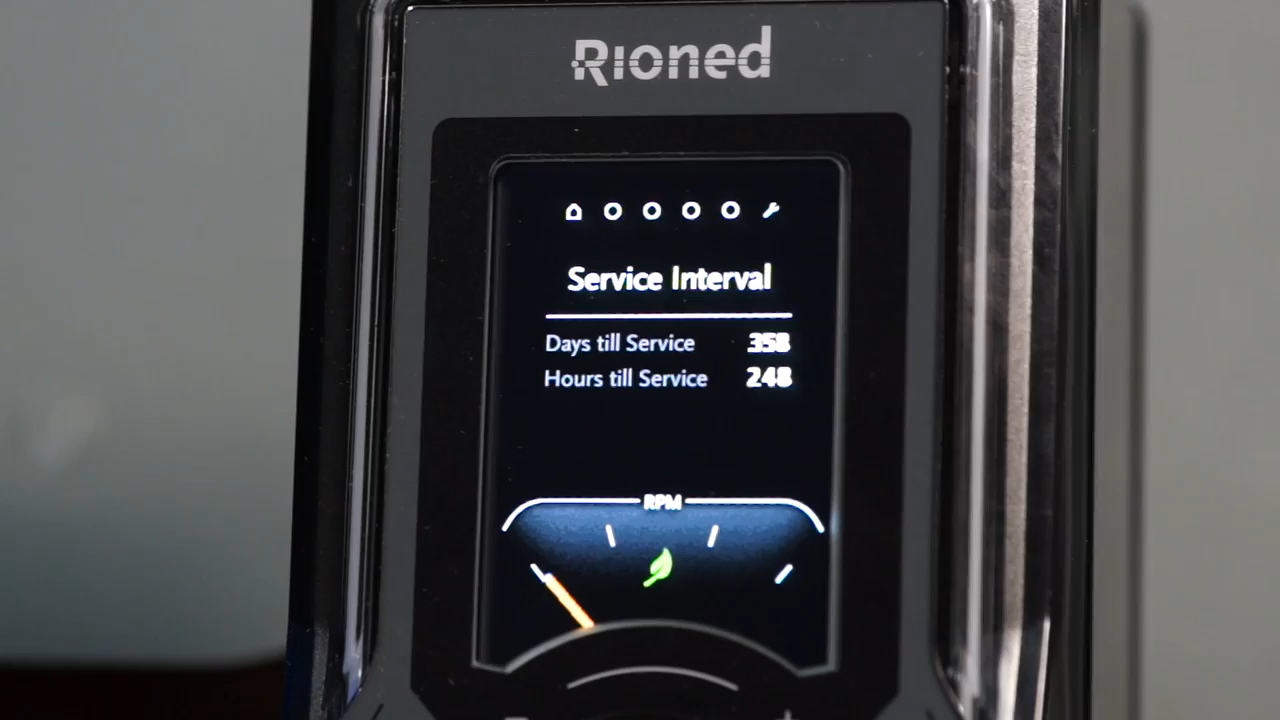 Rioned
Service Interval
Days till Service 358
Hours till Service 248
RPM